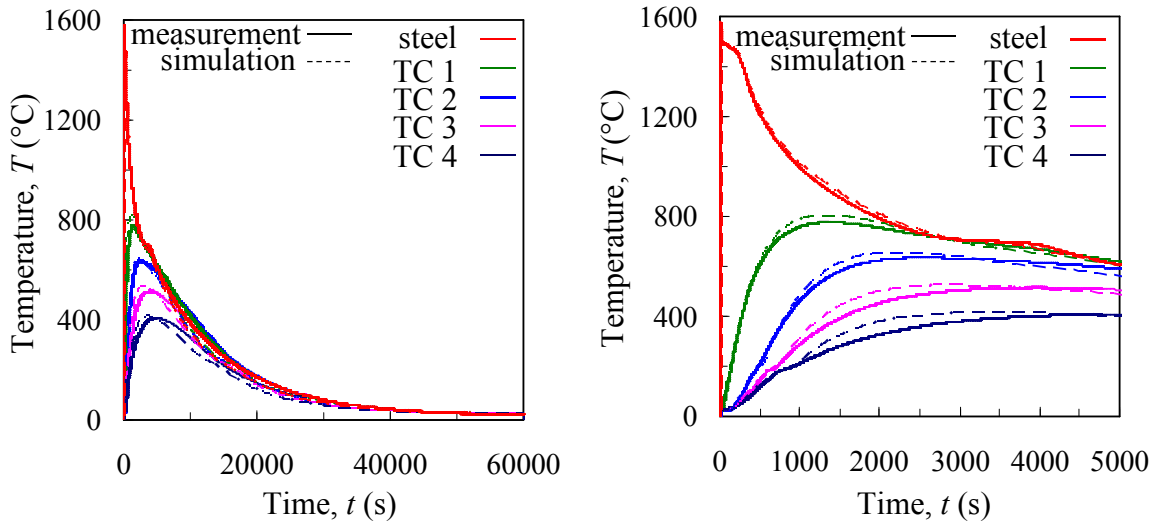 1600
1200
800
400
0
Temperature, T (°C)
measurement
simulation
steel
TC 1
TC 2
TC 3
TC 4
0 20000 40000 60000
Time, t (s)
1600
1200
800
400
0
Temperature, T (°C)
measurement
simulation
steel
TC 1
TC 2
TC 3
TC 4
0 1000 2000 3000 4000 5000
Time, t (s)